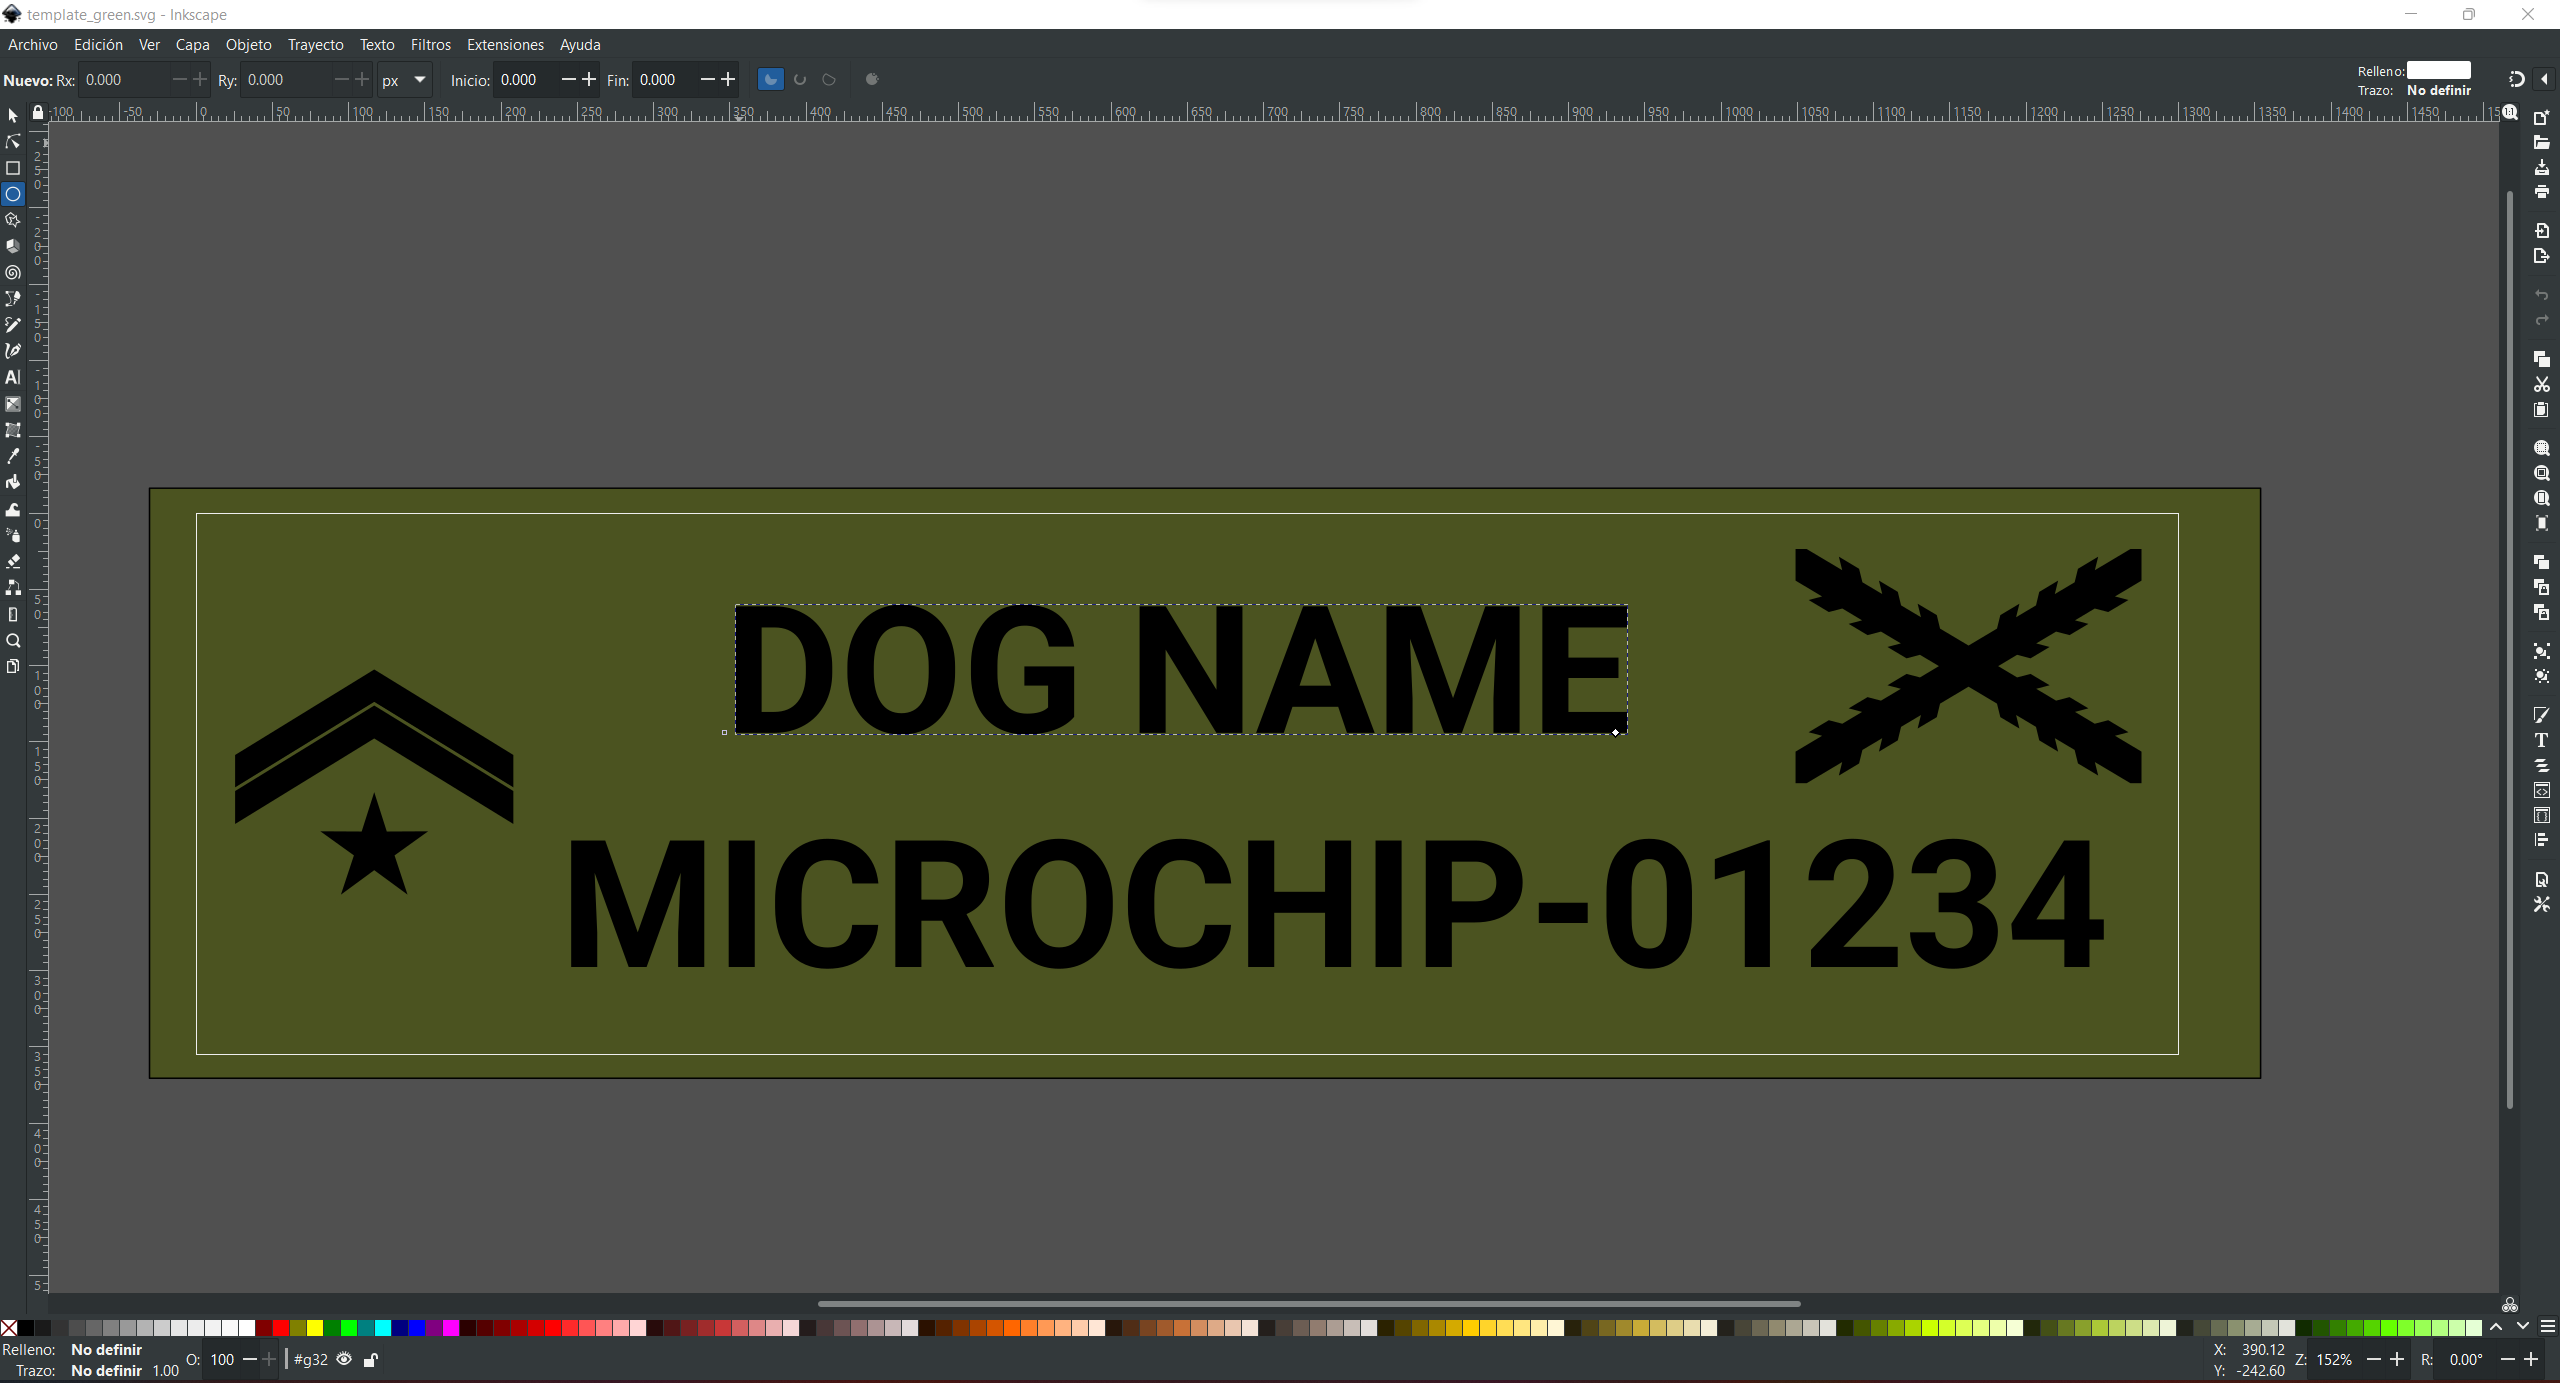 template_green.svg - Inkscape
Archivo Edición Ver Capa Objeto Trayecto Texto Filtros Extensiones Ayuda
Nuevo: Rx: 0.000 Ry: 0.000 px Inicio: 0.000 Fin: 0.000
Relleno:
Trazo: No definir
-100 -50 0 50 100 150 200 250 300 350 400 450 500 550 600 650 700 750 800 850 900 950 1000 1050 1100 1150 1200 1250 1300 1350 1400 1450 15
DOG NAME
MICROCHIP-01234
Relleno: No definir
Trazo: No definir 1.00
O: 100 #g32
X: 390.12
Y: -242.60
Z: 152% R: 0.00°